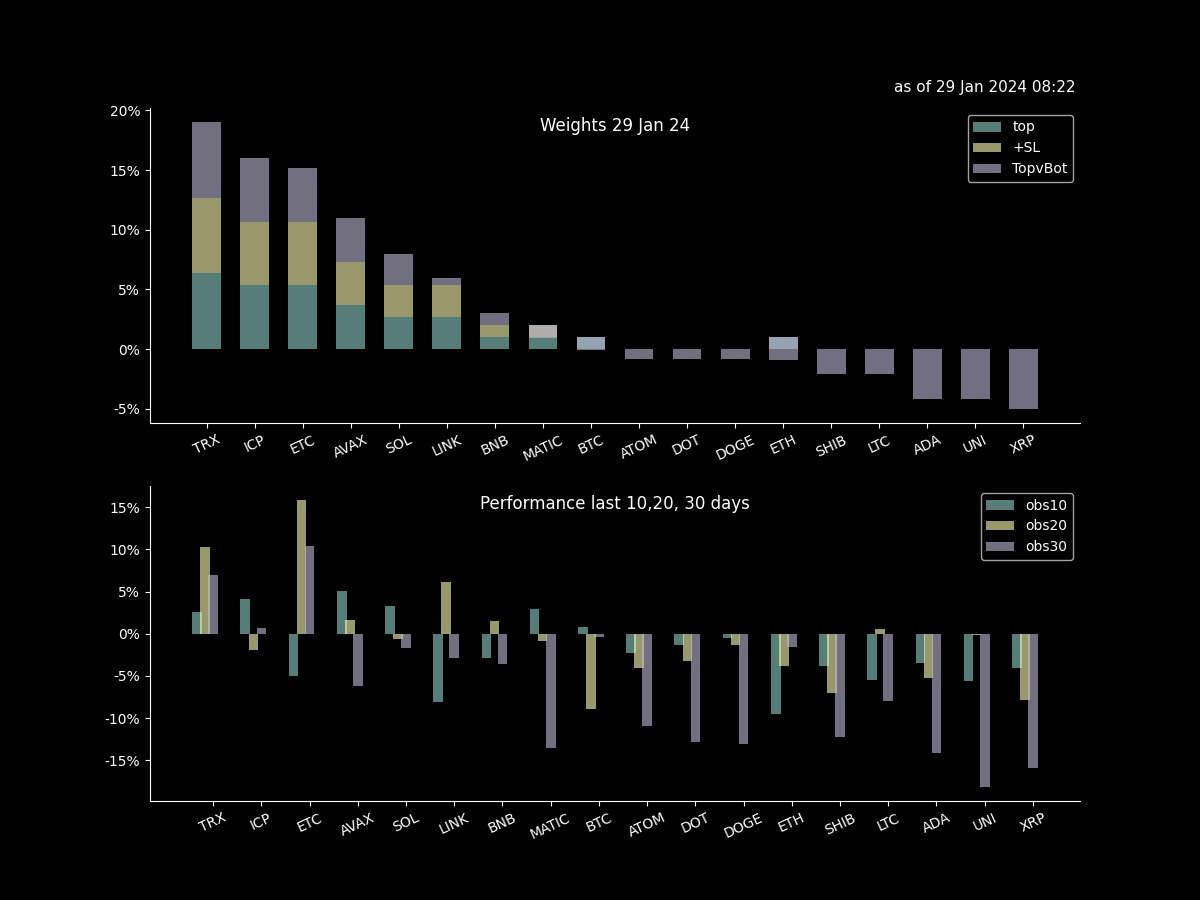 as of 29 Jan 2024 08:22
Weights 29 Jan 24
top
+SL
TopvBot
20%
15%
10%
5%
0%
-5%
TRX ICP ETC AVAX SOL LINK BNB MATIC BTC ATOM DOT DOGE ETH SHIB LTC ADA UNI XRP
Performance last 10,20, 30 days
obs10
obs20
obs30
15%
10%
5%
0%
-5%
-10%
-15%
TRX ICP ETC AVAX SOL LINK BNB MATIC BTC ATOM DOT DOGE ETH SHIB LTC ADA UNI XRP